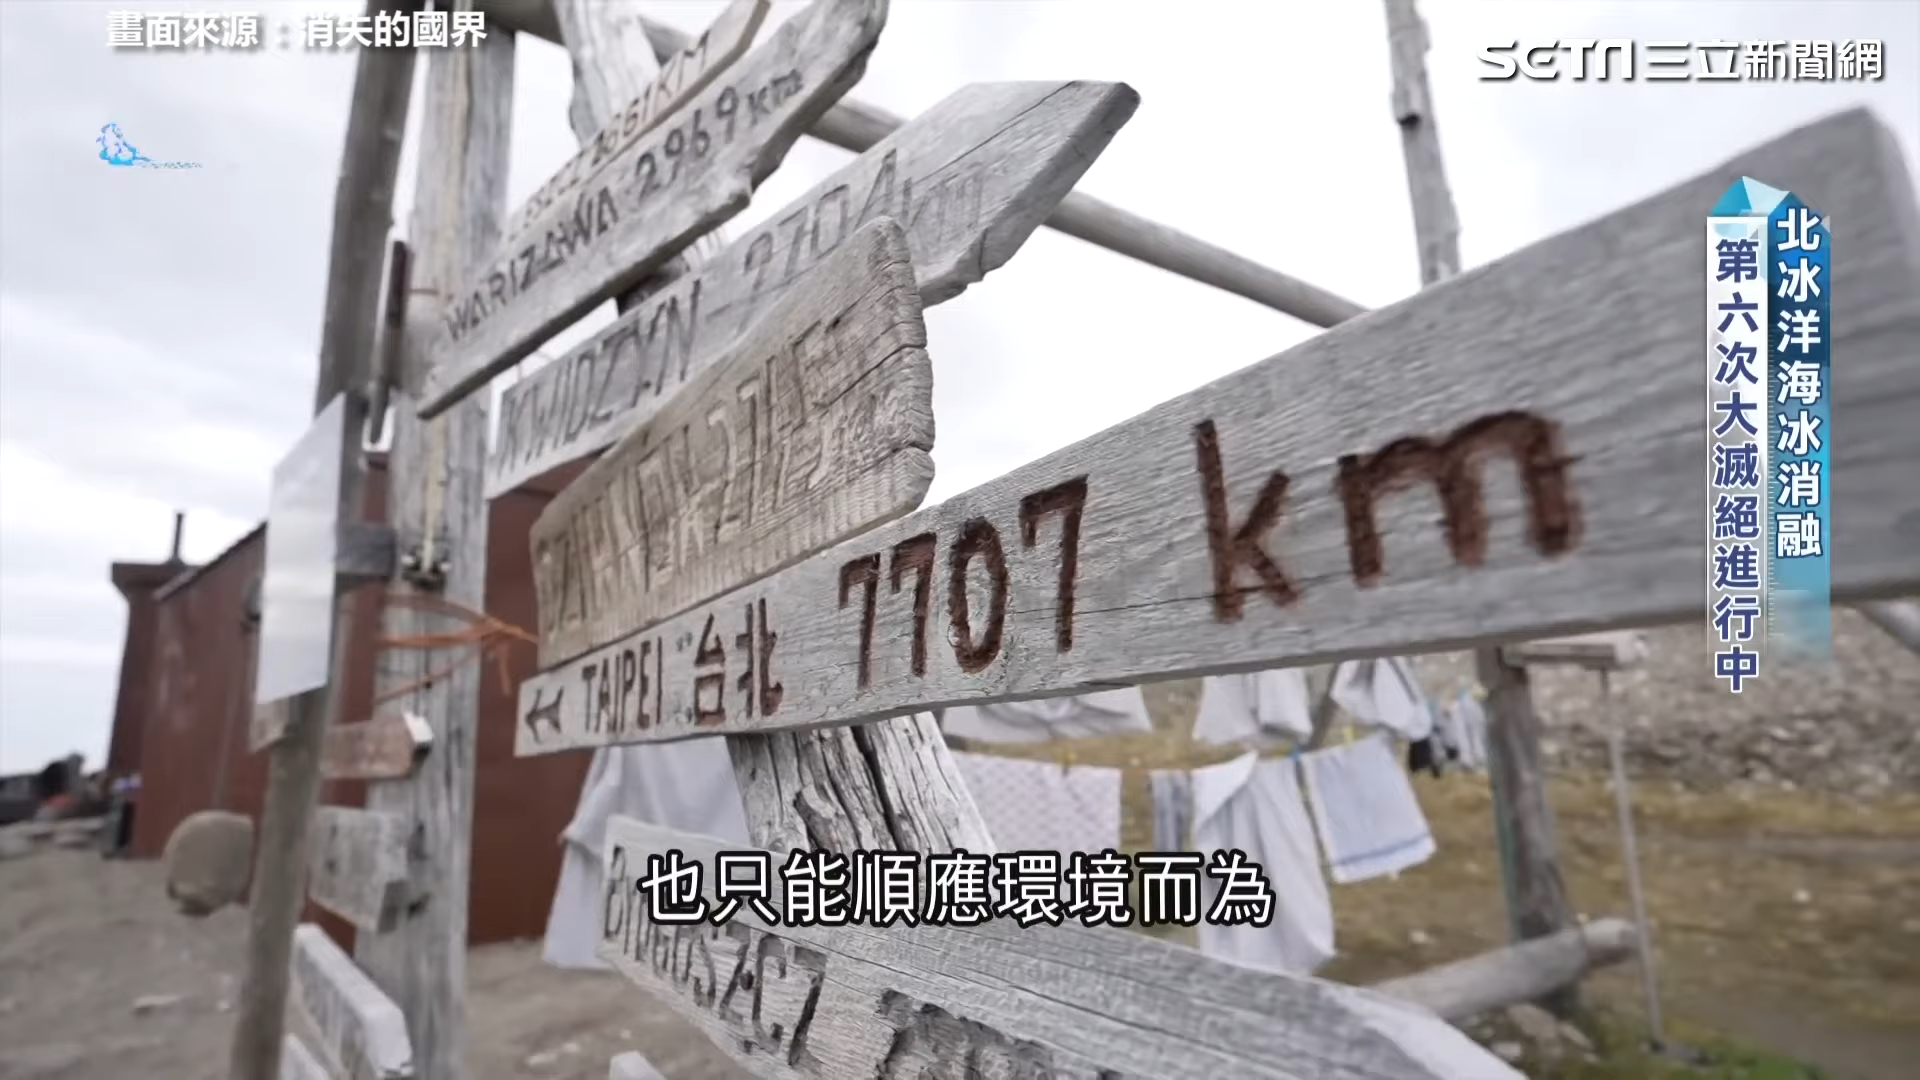 畫面來源：消失的國界
SETN三立新聞網
北冰洋海冰消融
第六次大滅絕進行中
WARIZAWA 2969 km
KWIDZYN - 2704 km
TAIPEI 台北 7707 km
也只能順應環境而為